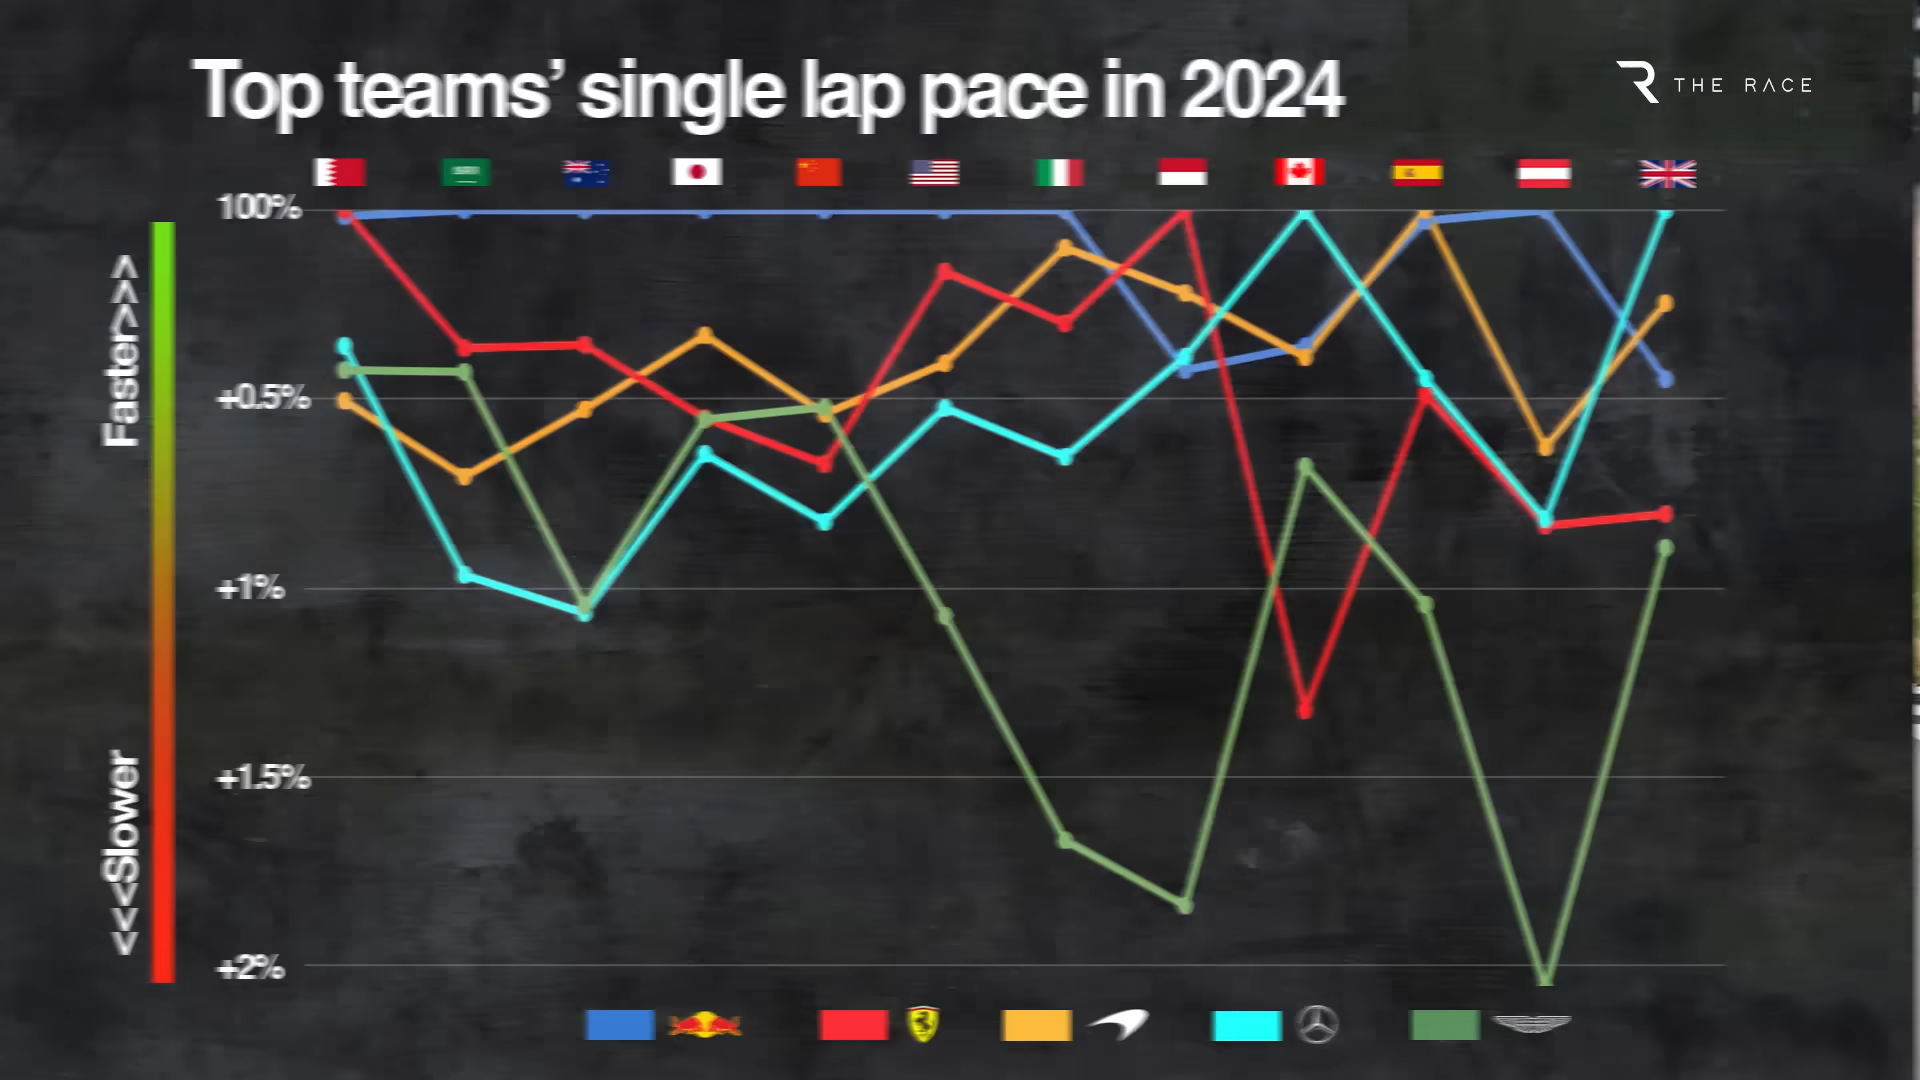 Top teams’ single lap pace in 2024
THE RACE
100%
+0.5%
+1%
+1.5%
+2%
Faster>>>
<<<Slower